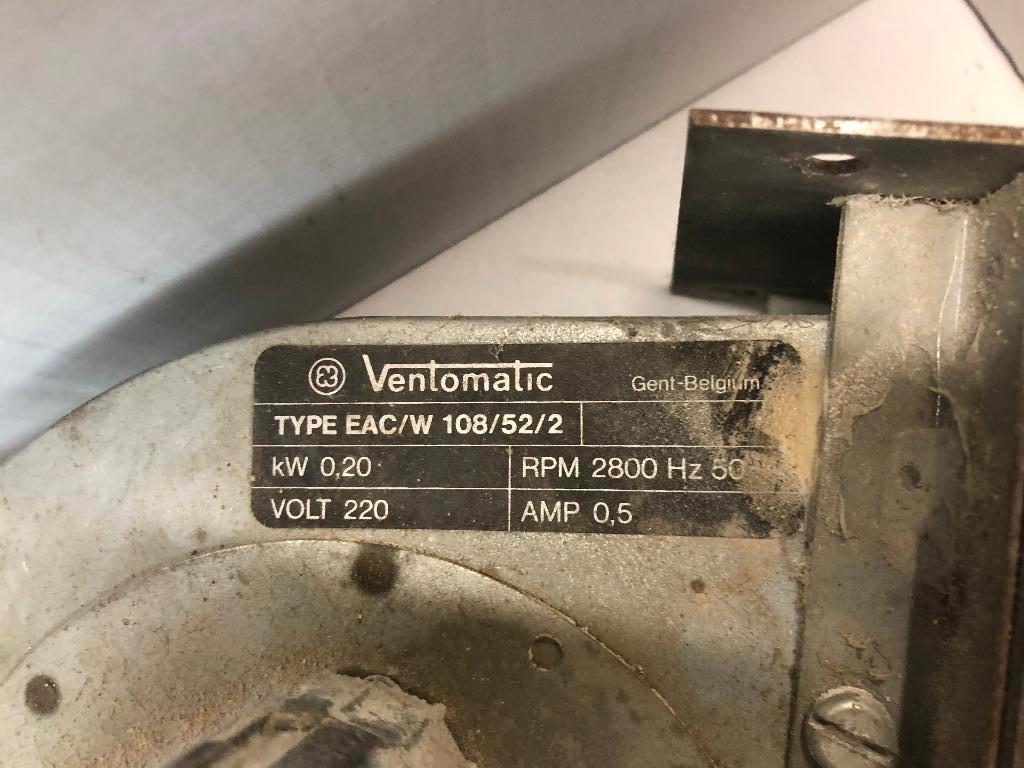 Ventomatic Gent-Belgium
TYPE EAC/W 108/52/2
kW 0,20 RPM 2800 Hz 50
VOLT 220 AMP 0,5